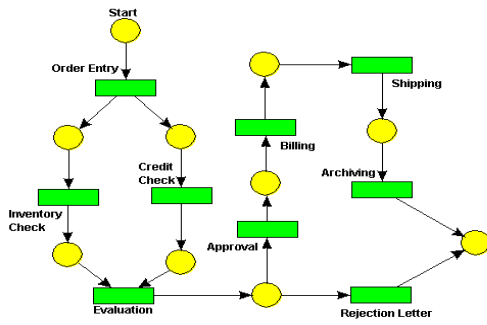 Start
Order Entry
Inventory
Check
Credit
Check
Evaluation
Approval
Billing
Shipping
Archiving
Rejection Letter